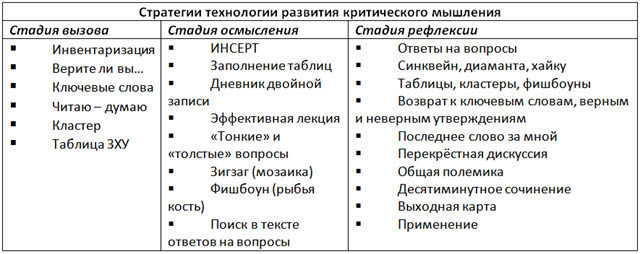 Стратегии технологии развития критического мышления
Стадия вызова
▪ Инвентаризация
▪ Верите ли вы...
▪ Ключевые слова
▪ Читаю – думаю
▪ Кластер
▪ Таблица ЗХУ
Стадия осмысления
▪ ИНСЕРТ
▪ Заполнение таблиц
▪ Дневник двойной
записи
▪ Эффективная лекция
▪ «Тонкие» и
«толстые» вопросы
▪ Зигзаг (мозаика)
▪ Фишбоун (рыбья
кость)
▪ Поиск в тексте
ответов на вопросы
Стадия рефлексии
▪ Ответы на вопросы
▪ Синквейн, диаманта, хайку
▪ Таблицы, кластеры, фишбоуны
▪ Возврат к ключевым словам, верным
и неверным утверждениям
▪ Последнее слово за мной
▪ Перекрёстная дискуссия
▪ Общая полемика
▪ Десятиминутное сочинение
▪ Выходная карта
▪ Применение